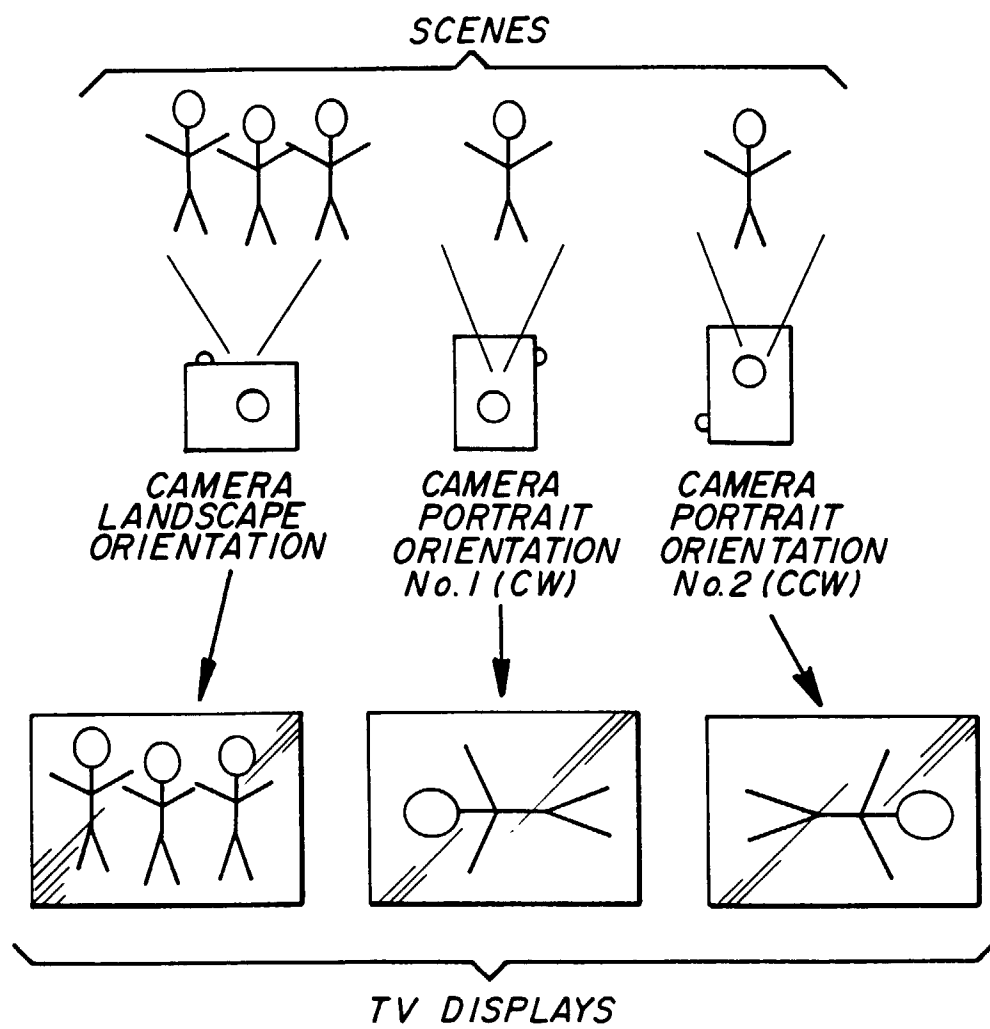 SCENES
CAMERA
LANDSCAPE
ORIENTATION
CAMERA
PORTRAIT
ORIENTATION
No. 1 (CW)
CAMERA
PORTRAIT
ORIENTATION
No. 2 (CCW)
TV DISPLAYS